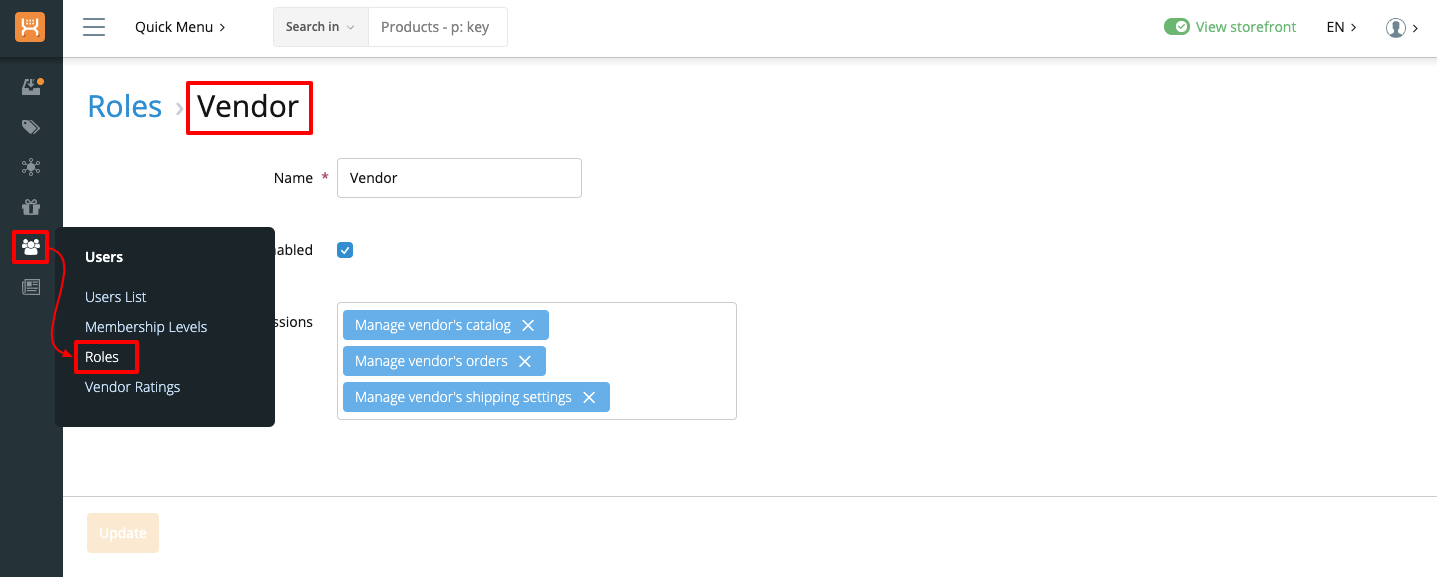 Quick Menu
Search in
Products - p: key
View storefront
EN
Roles › Vendor
Name *
Vendor
abled
ssions
Manage vendor's catalog
Manage vendor's orders
Manage vendor's shipping settings
Users
Users List
Membership Levels
Roles
Vendor Ratings
Update